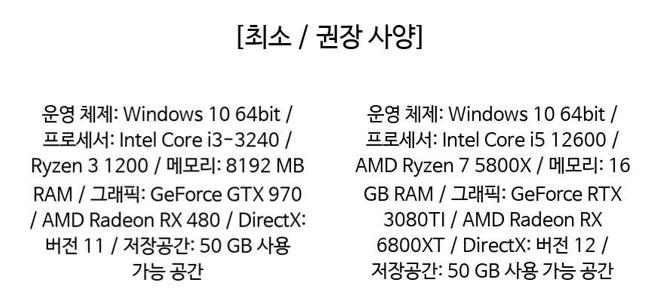 [최소 / 권장 사양]
운영 체제: Windows 10 64bit /
프로세서: Intel Core i3-3240 /
Ryzen 3 1200 / 메모리: 8192 MB
RAM / 그래픽: GeForce GTX 970
/ AMD Radeon RX 480 / DirectX:
버전 11 / 저장공간: 50 GB 사용
가능 공간
운영 체제: Windows 10 64bit /
프로세서: Intel Core i5 12600 /
AMD Ryzen 7 5800X / 메모리: 16
GB RAM / 그래픽: GeForce RTX
3080TI / AMD Radeon RX
6800XT / DirectX: 버전 12 /
저장공간: 50 GB 사용 가능 공간